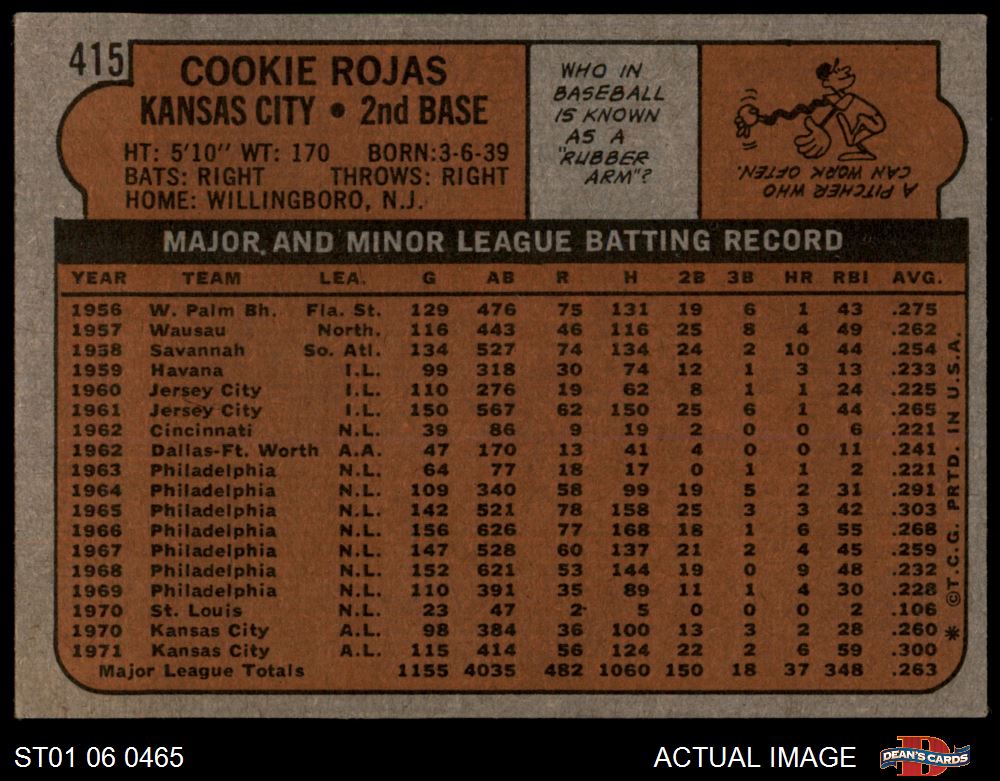 415
COOKIE ROJAS
KANSAS CITY • 2nd BASE
HT: 5'10" WT: 170 BORN:3-6-39
BATS: RIGHT THROWS: RIGHT
HOME: WILLINGBORO, N.J.
WHO IN
BASEBALL
IS KNOWN
AS A
"RUBBER
ARM"?
A PITCHER WHO
CAN WORK OFTEN.
MAJOR AND MINOR LEAGUE BATTING RECORD
YEAR TEAM LEA. G AB R H 2B 3B HR RBI AVG.
1956 W. Palm Bh. Fla. St. 129 476 75 131 19 6 1 43 .275
1957 Wausau North. 116 443 46 116 25 8 4 49 .262
1958 Savannah So. Atl. 134 527 74 134 24 2 10 44 .254
1959 Havana I.L. 99 318 30 74 12 1 3 13 .233
1960 Jersey City I.L. 110 276 19 62 8 1 1 24 .225
1961 Jersey City I.L. 150 567 62 150 25 6 1 44 .265
1962 Cincinnati N.L. 39 86 9 19 2 0 0 6 .221
1962 Dallas-Ft. Worth A.A. 47 170 13 41 4 0 0 11 .241
1963 Philadelphia N.L. 64 77 18 17 0 1 1 2 .221
1964 Philadelphia N.L. 109 340 58 99 19 5 2 31 .291
1965 Philadelphia N.L. 142 521 78 158 25 3 3 42 .303
1966 Philadelphia N.L. 156 626 77 168 18 1 6 55 .268
1967 Philadelphia N.L. 147 528 60 137 21 2 4 45 .259
1968 Philadelphia N.L. 152 621 53 144 19 0 9 48 .232
1969 Philadelphia N.L. 110 391 35 89 11 1 4 30 .228
1970 St. Louis N.L. 23 47 2 5 0 0 0 2 .106
1970 Kansas City A.L. 98 384 36 100 13 3 2 28 .260
1971 Kansas City A.L. 115 414 56 124 22 2 6 59 .300
Major League Totals 1155 4035 482 1060 150 18 37 348 .263
* ©T.C.G. PRTD. IN U.S.A.
ST01 06 0465
ACTUAL IMAGE
DEAN'S CARDS